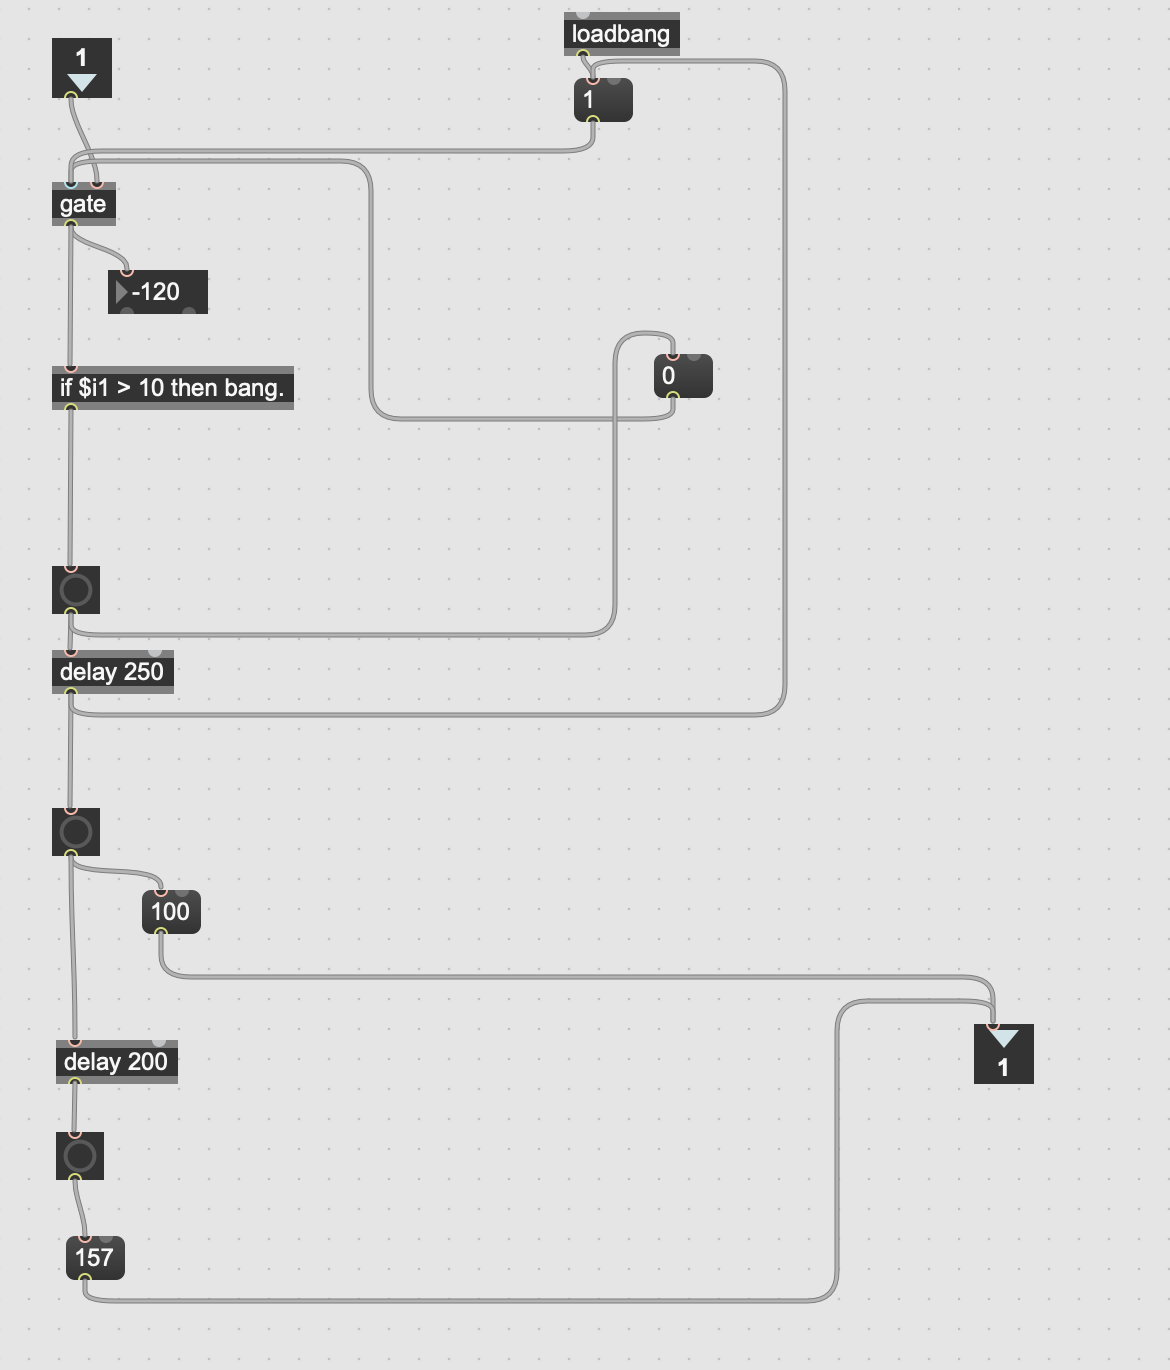 loadbang
1
1
gate
-120
if $i1 > 10 then bang.
0
delay 250
100
delay 200
1
157